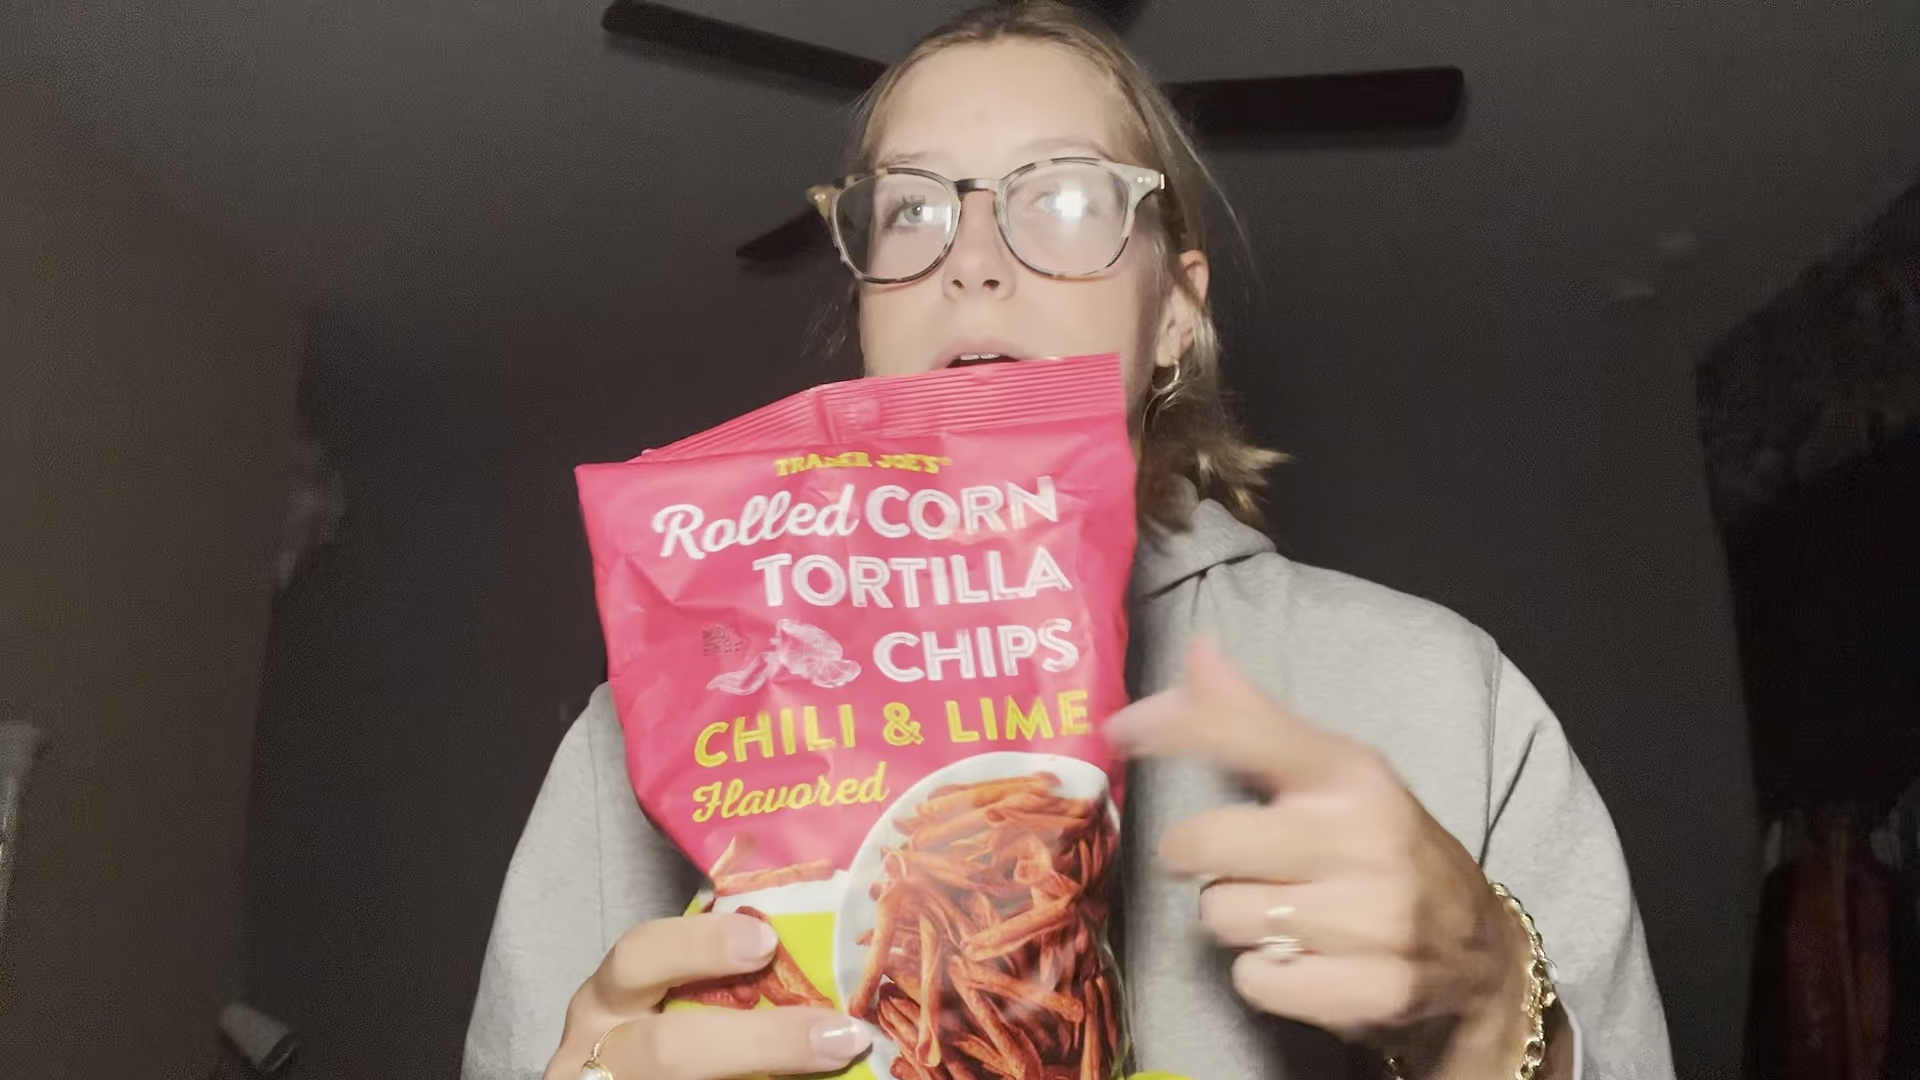 TRADER JOE'S®
Rolled CORN
TORTILLA
CHIPS
CHILI & LIME
Flavored